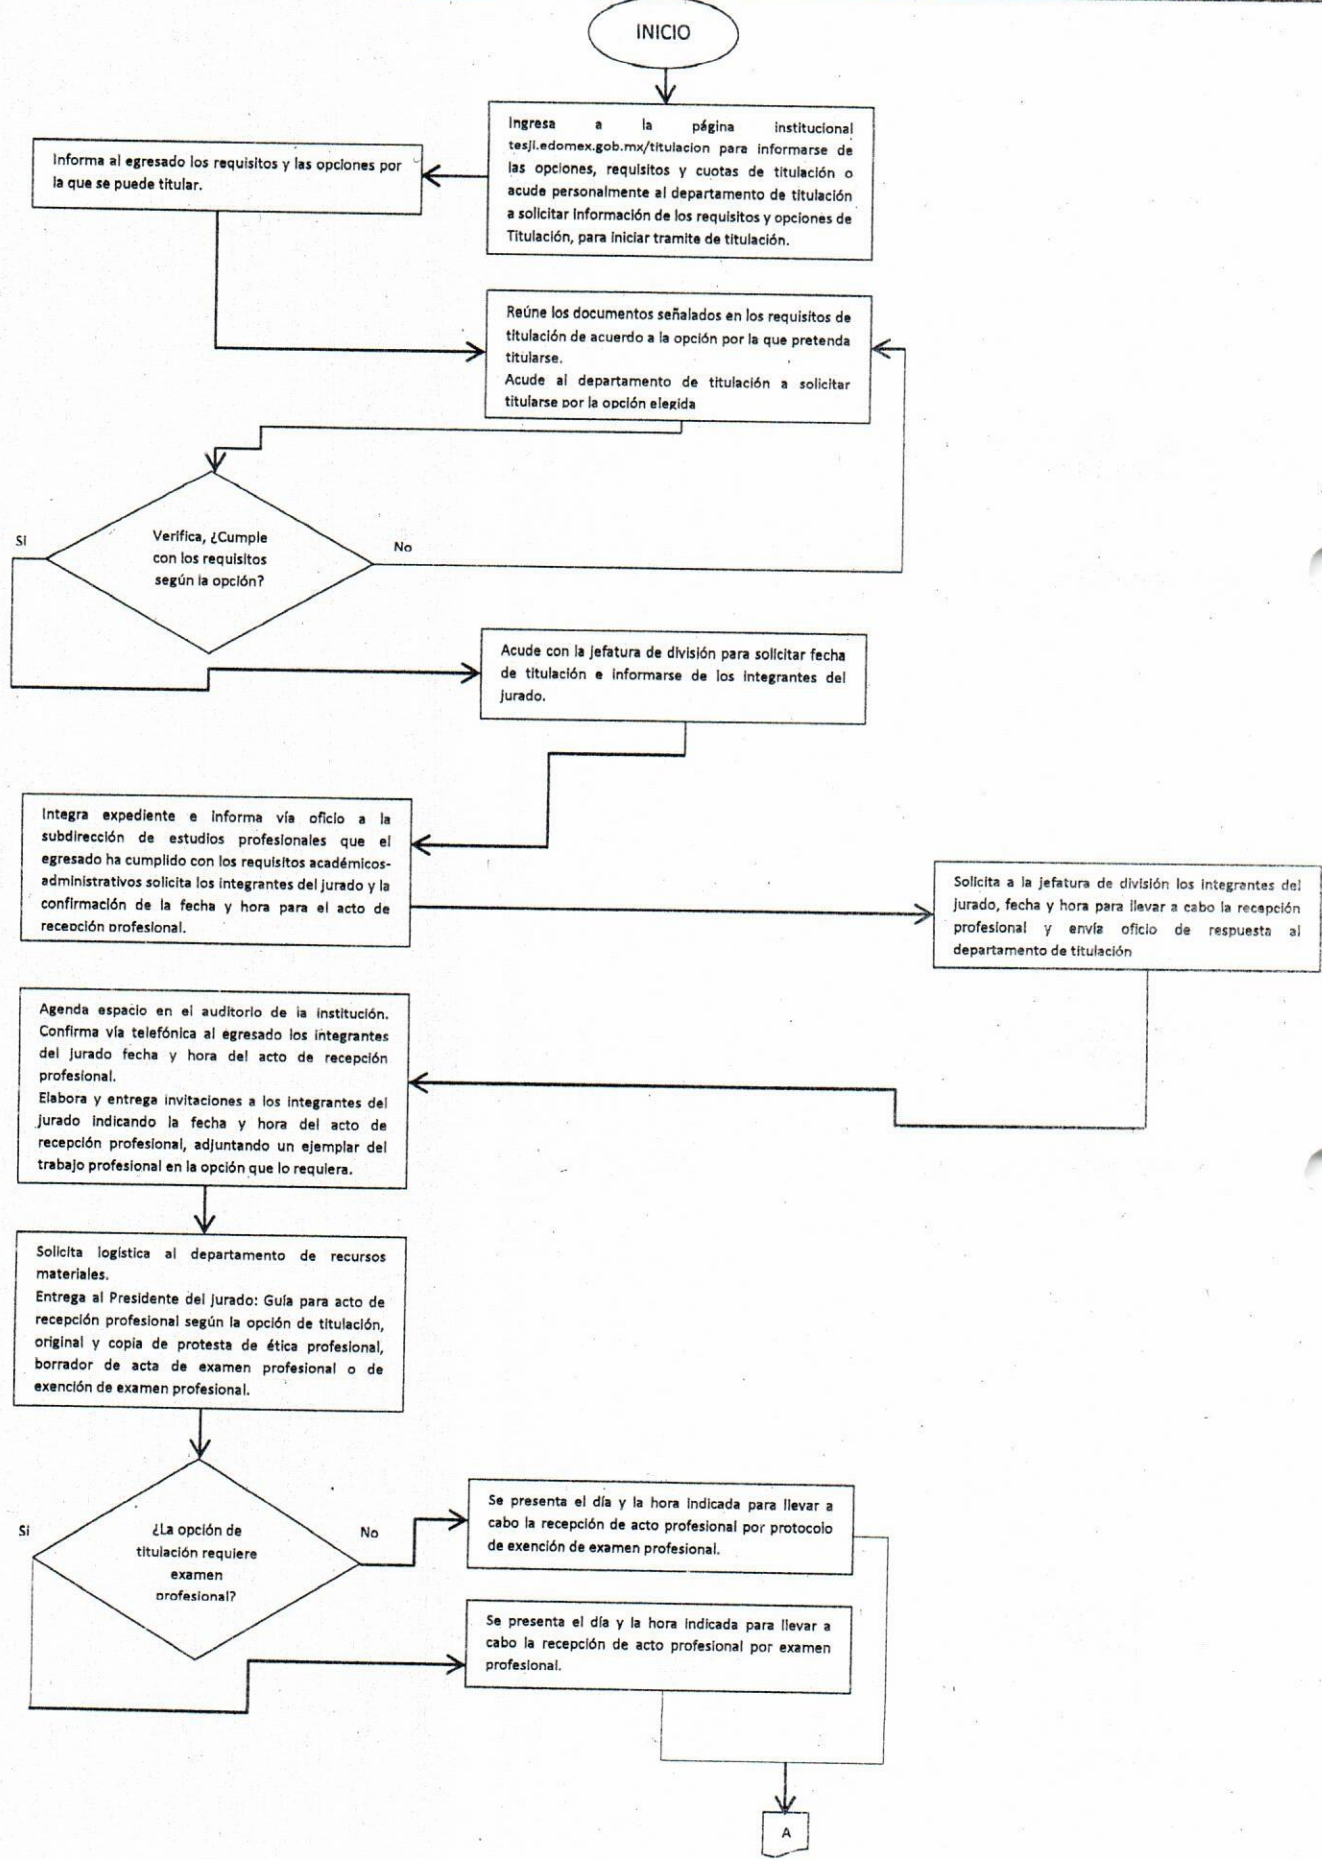 INICIO
Ingresa a la página institucional
tesji.edomex.gob.mx/titulacion para informarse de
las opciones, requisitos y cuotas de titulación o
acude personalmente al departamento de titulación
a solicitar información de los requisitos y opciones de
Titulación, para iniciar tramite de titulación.
Informa al egresado los requisitos y las opciones por
la que se puede titular.
Reúne los documentos señalados en los requisitos de
titulación de acuerdo a la opción por la que pretenda
titularse.
Acude al departamento de titulación a solicitar
titularse por la opción elegida
Verifica, ¿Cumple
con los requisitos
según la opción?
Si
No
Acude con la jefatura de división para solicitar fecha
de titulación e informarse de los integrantes del
jurado.
Integra expediente e informa vía oficio a la
subdirección de estudios profesionales que el
egresado ha cumplido con los requisitos académicos-
administrativos solicita los integrantes del jurado y la
confirmación de la fecha y hora para el acto de
recepción profesional.
Solicita a la jefatura de división los integrantes del
jurado, fecha y hora para llevar a cabo la recepción
profesional y envía oficio de respuesta al
departamento de titulación
Agenda espacio en el auditorio de la institución.
Confirma vía telefónica al egresado los integrantes
del jurado fecha y hora del acto de recepción
profesional.
Elabora y entrega invitaciones a los integrantes del
jurado indicando la fecha y hora del acto de
recepción profesional, adjuntando un ejemplar del
trabajo profesional en la opción que lo requiera.
Solicita logística al departamento de recursos
materiales.
Entrega al Presidente del jurado: Guía para acto de
recepción profesional según la opción de titulación,
original y copia de protesta de ética profesional,
borrador de acta de examen profesional o de
exención de examen profesional.
¿La opción de
titulación requiere
examen
profesional?
Si
No
Se presenta el día y la hora indicada para llevar a
cabo la recepción de acto profesional por protocolo
de exención de examen profesional.
Se presenta el día y la hora indicada para llevar a
cabo la recepción de acto profesional por examen
profesional.
A